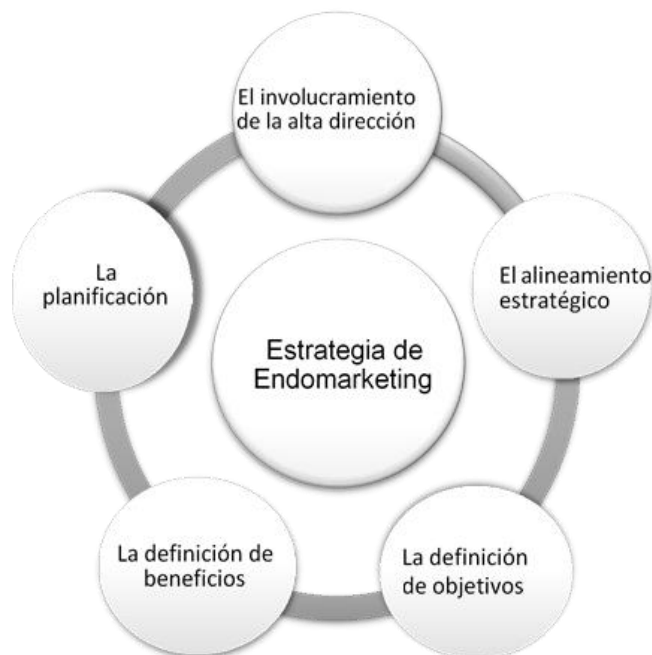 El involucramiento
de la alta dirección
El alineamiento
estratégico
La definición
de objetivos
La definición de
beneficios
La
planificación
Estrategia de
Endomarketing